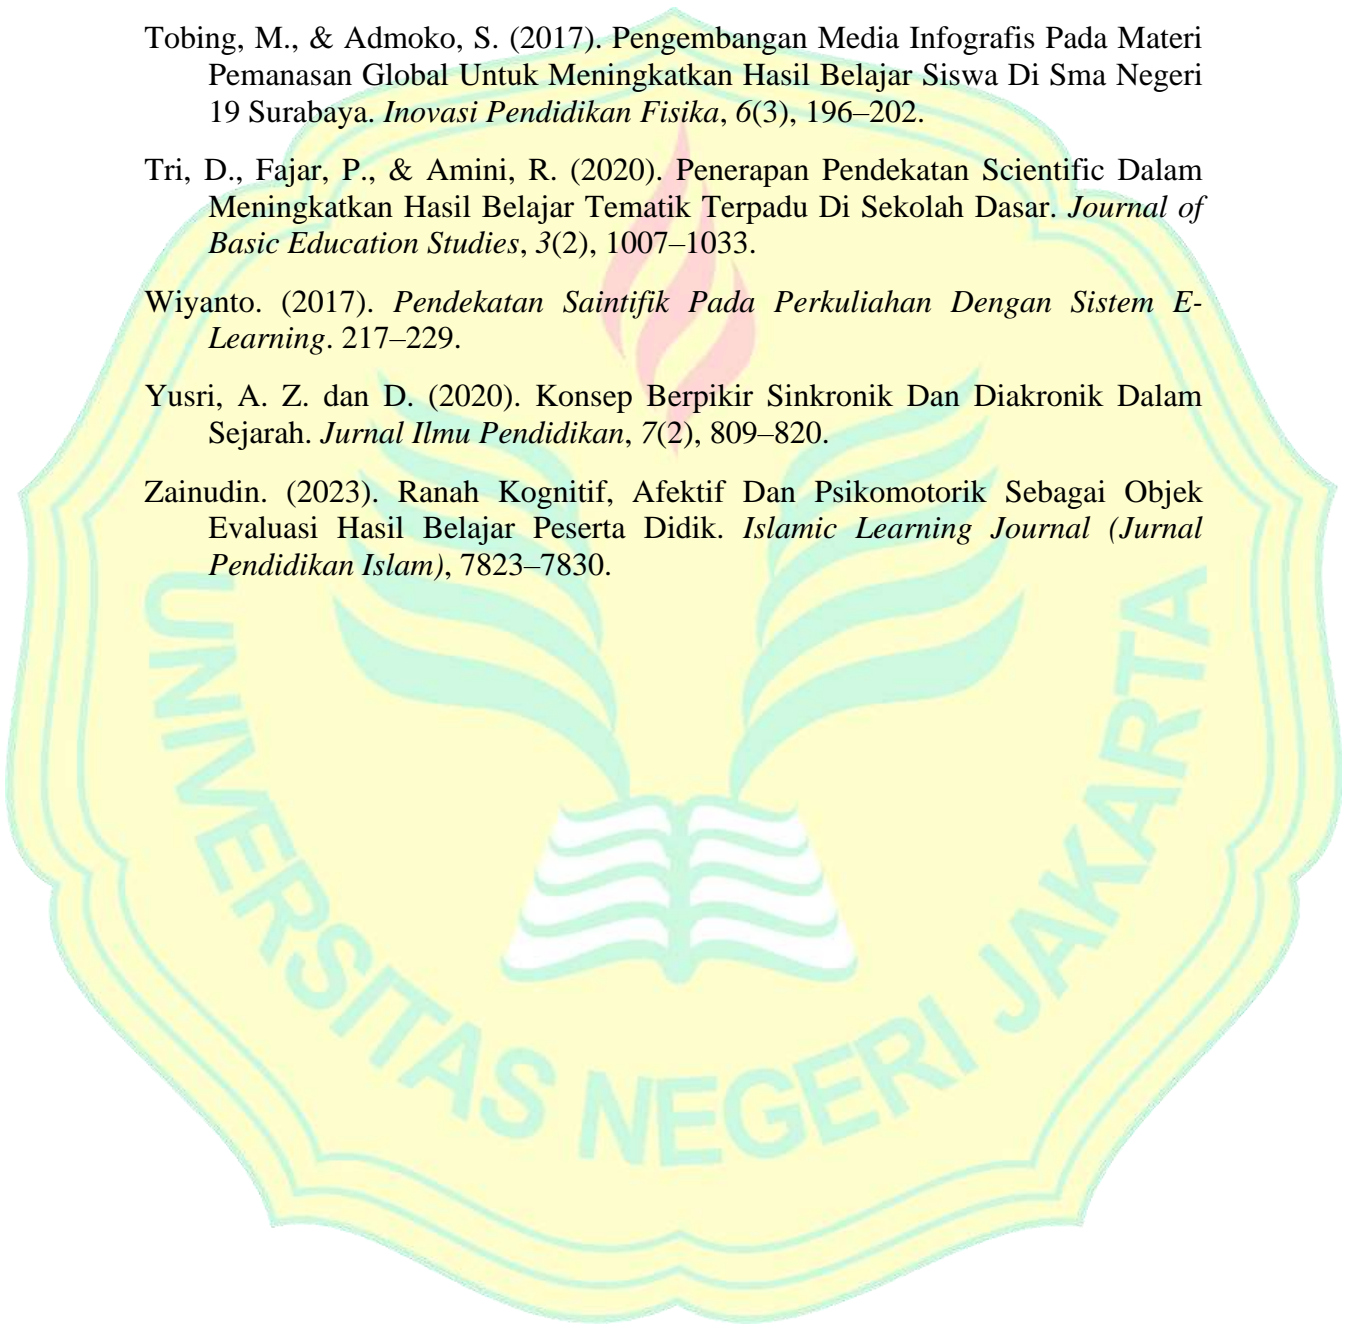 Tobing, M., & Admoko, S. (2017). Pengembangan Media Infografis Pada Materi
Pemanasan Global Untuk Meningkatkan Hasil Belajar Siswa Di Sma Negeri
19 Surabaya. Inovasi Pendidikan Fisika, 6(3), 196–202.
Tri, D., Fajar, P., & Amini, R. (2020). Penerapan Pendekatan Scientific Dalam
Meningkatkan Hasil Belajar Tematik Terpadu Di Sekolah Dasar. Journal of
Basic Education Studies, 3(2), 1007–1033.
Wiyanto. (2017). Pendekatan Saintifik Pada Perkuliahan Dengan Sistem E-
Learning. 217–229.
Yusri, A. Z. dan D. (2020). Konsep Berpikir Sinkronik Dan Diakronik Dalam
Sejarah. Jurnal Ilmu Pendidikan, 7(2), 809–820.
Zainudin. (2023). Ranah Kognitif, Afektif Dan Psikomotorik Sebagai Objek
Evaluasi Hasil Belajar Peserta Didik. Islamic Learning Journal (Jurnal
Pendidikan Islam), 7823–7830.
UNIVERSITAS NEGERI JAKARTA